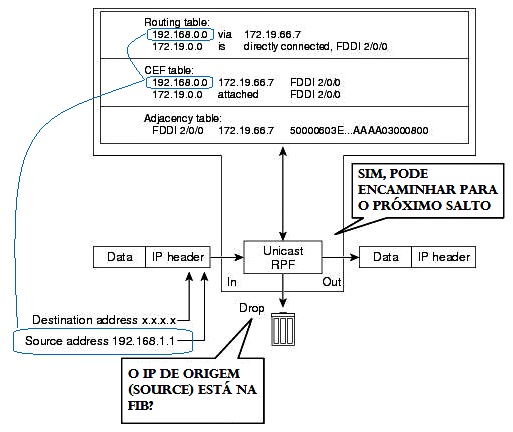 Routing table:
192.168.0.0 via 172.19.66.7
172.19.0.0 is directly connected, FDDI 2/0/0
CEF table:
192.168.0.0 172.19.66.7 FDDI 2/0/0
172.19.0.0 attached FDDI 2/0/0
Adjacency table:
FDDI 2/0/0 172.19.66.7 50000603E...AAAA03000800
SIM, PODE
ENCAMINHAR PARA
O PRÓXIMO SALTO
Data IP header
Unicast
RPF
Data IP header
In
Out
Drop
Destination address x.x.x.x
Source address 192.168.1.1
O IP DE ORIGEM
(SOURCE) ESTÁ NA
FIB?